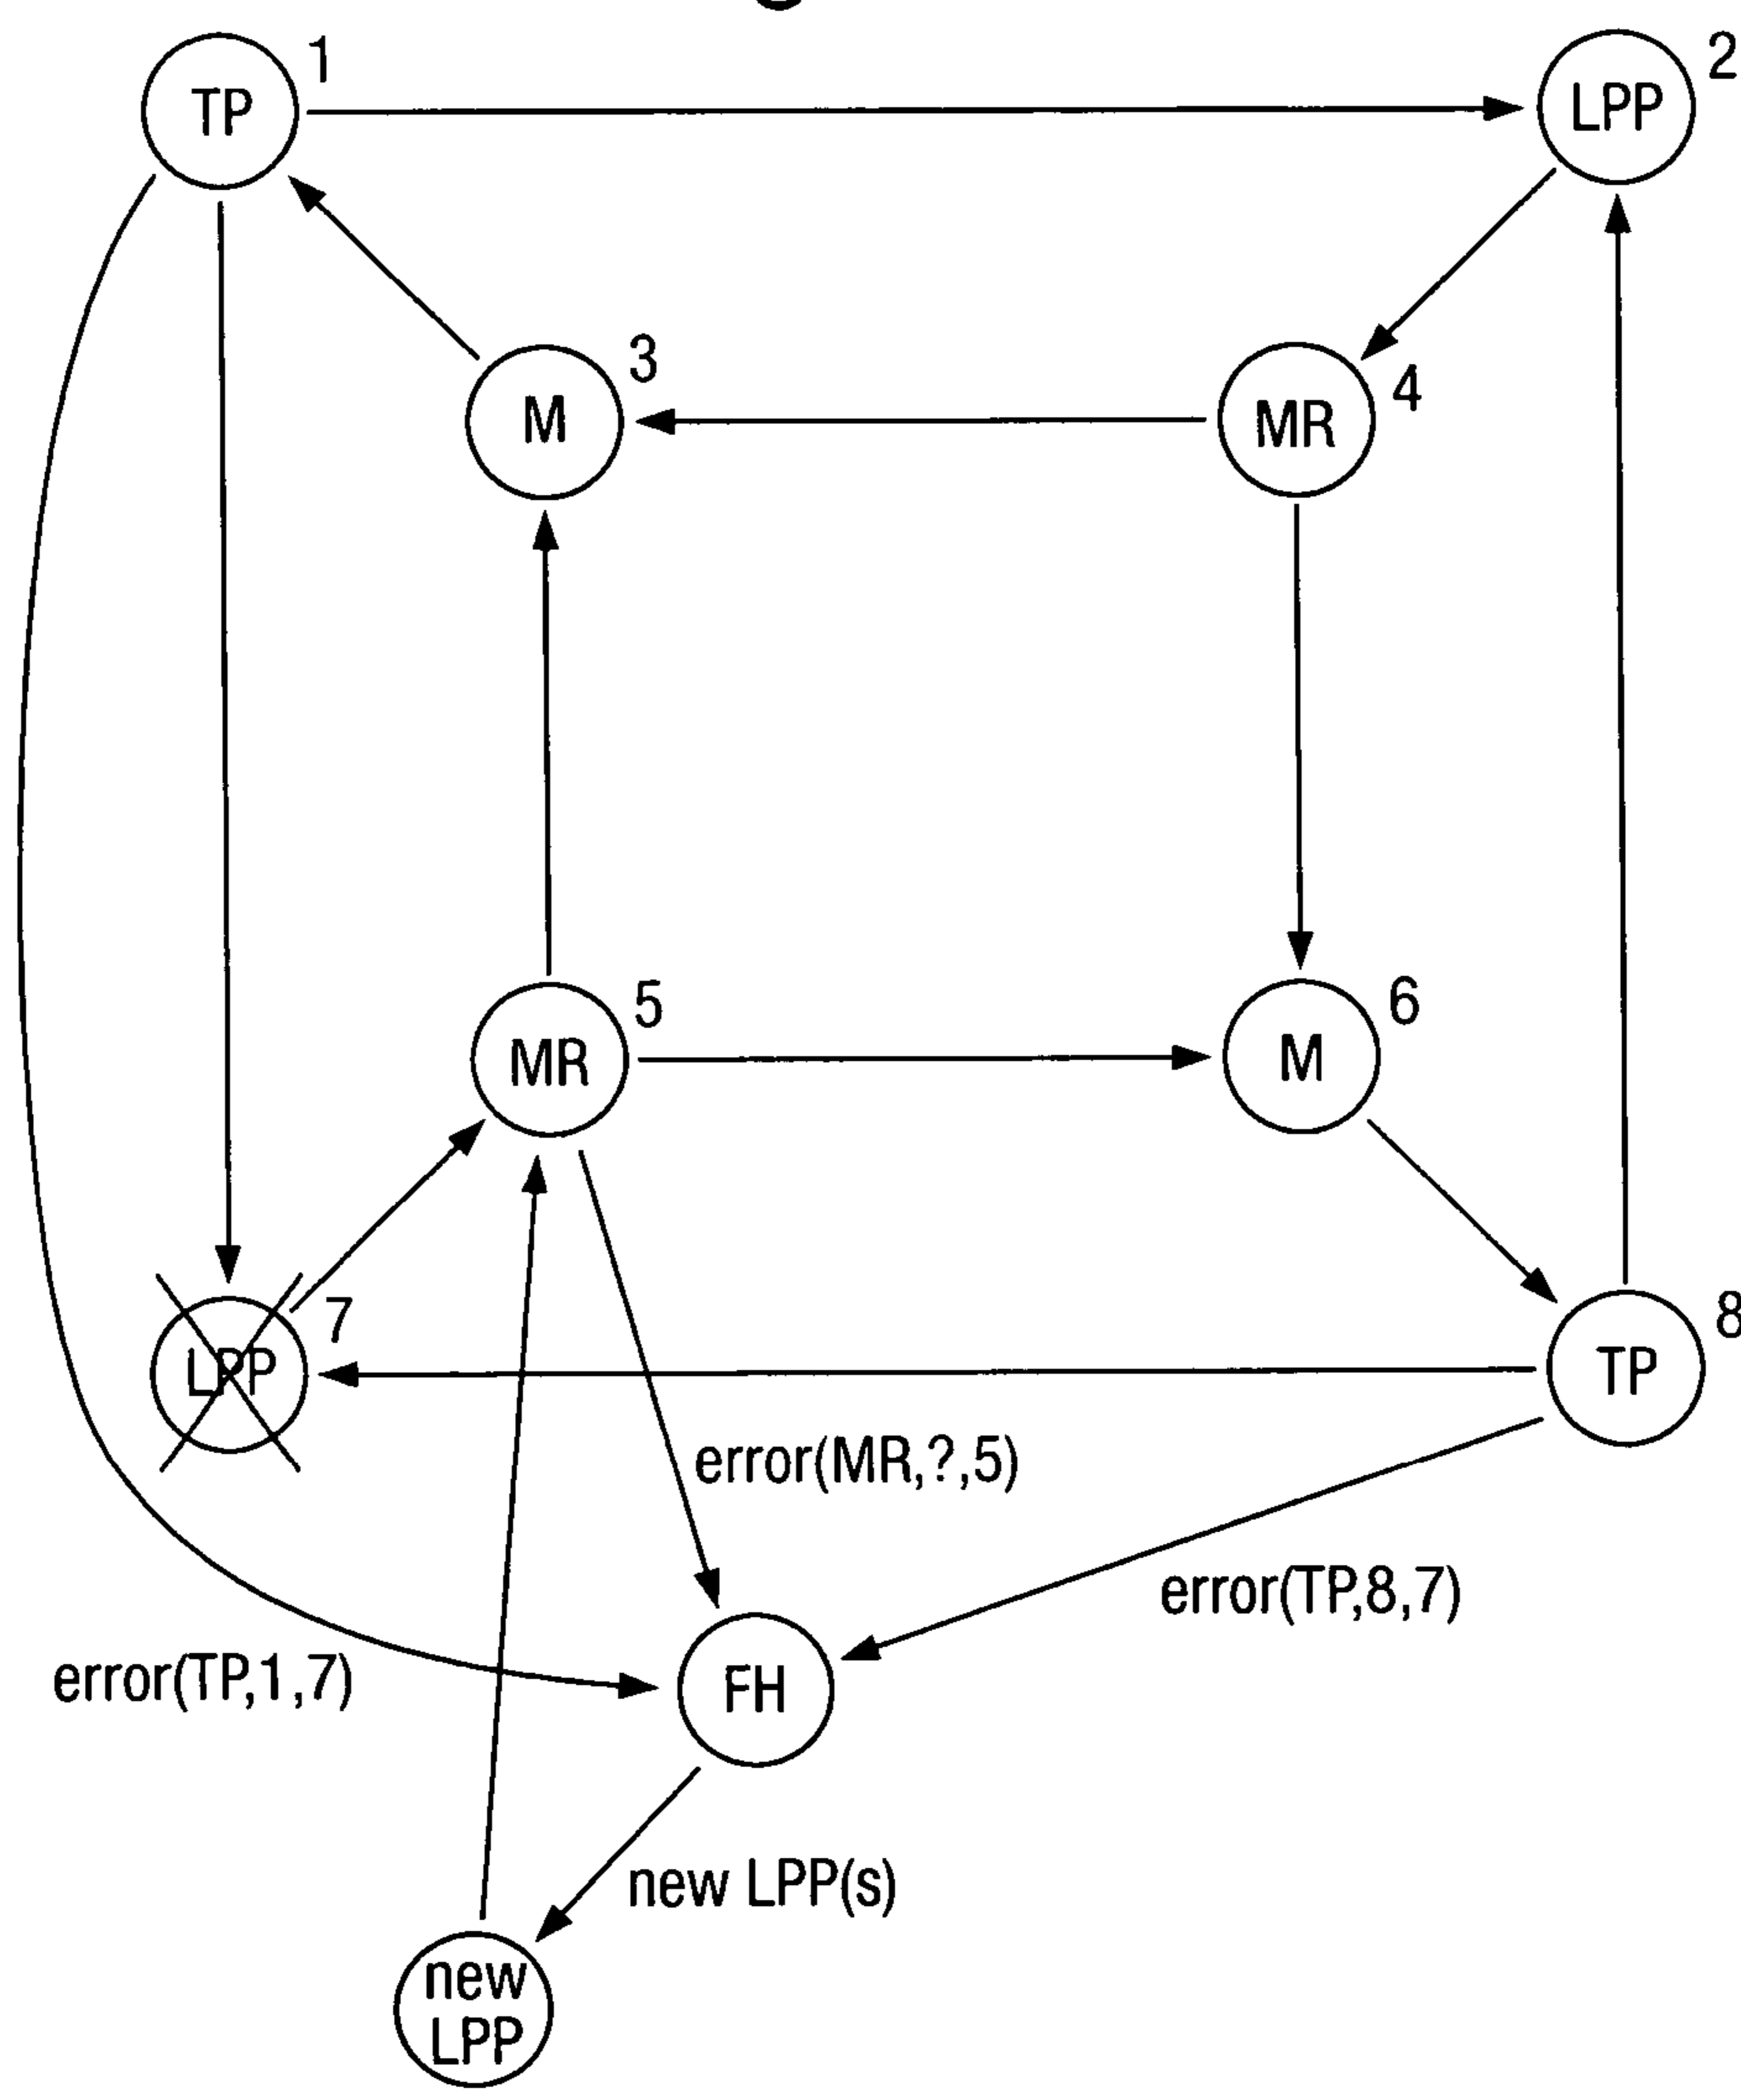 1
TP
2
LPP
3
M
4
MR
5
MR
6
M
7
LPP
8
TP
error(MR,?,5)
error(TP,8,7)
error(TP,1,7)
FH
new LPP(s)
new
LPP